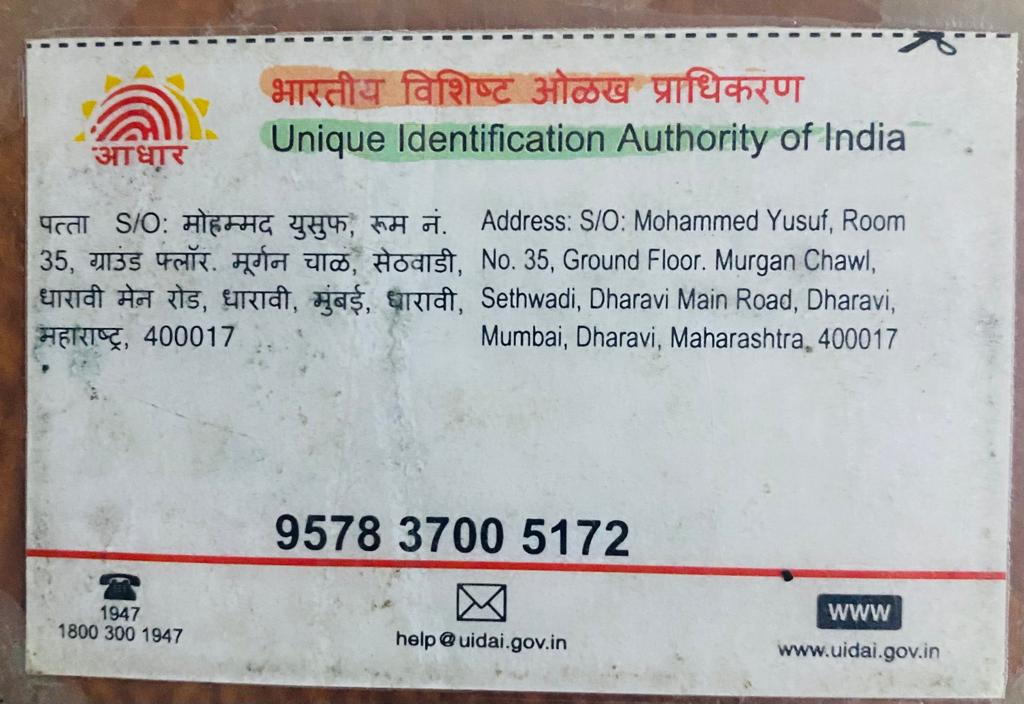 आधार
भारतीय विशिष्ट ओळख प्राधिकरण
Unique Identification Authority of India
पत्ता S/O: मोहम्मद युसुफ, रूम नं.
35, ग्राउंड फ्लॉर. मूर्गन चाळ, सेठवाडी,
धारावी मेन रोड, धारावी, मुंबई, धारावी,
महाराष्ट्र, 400017
Address: S/O: Mohammed Yusuf, Room
No. 35, Ground Floor. Murgan Chawl,
Sethwadi, Dharavi Main Road, Dharavi,
Mumbai, Dharavi, Maharashtra, 400017
9578 3700 5172
1947
1800 300 1947
help@uidai.gov.in
www
www.uidai.gov.in